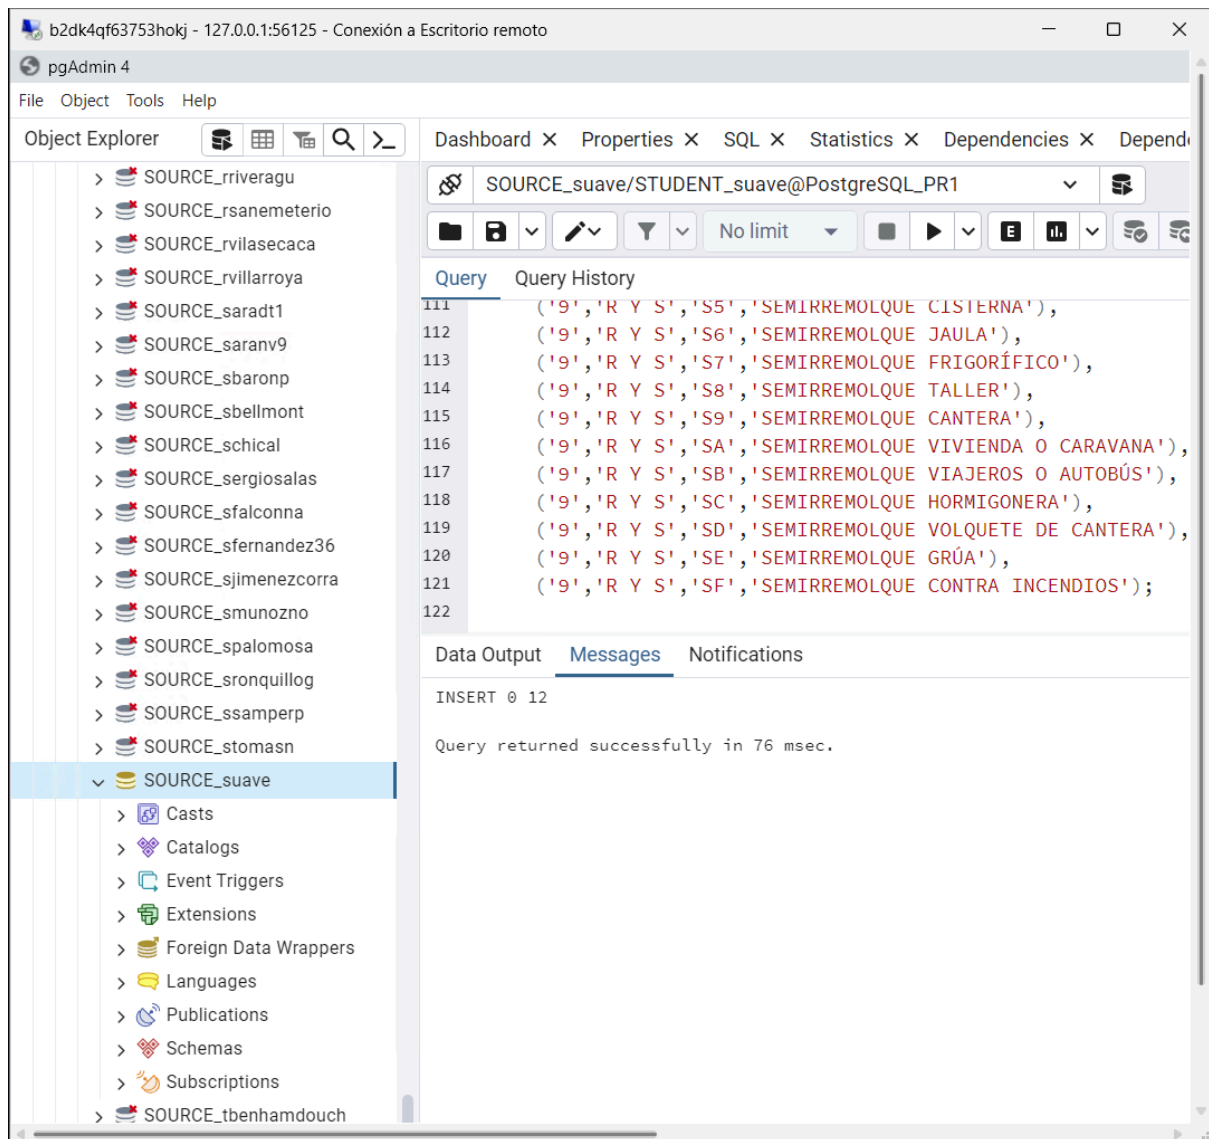 b2dk4qf63753hokj - 127.0.0.1:56125 - Conexión a Escritorio remoto
pgAdmin 4
File Object Tools Help
Object Explorer
SOURCE_rriveragu
SOURCE_rsanemeterio
SOURCE_rvilasecaca
SOURCE_rvillarroya
SOURCE_saradt1
SOURCE_saranv9
SOURCE_sbaronp
SOURCE_sbellmont
SOURCE_schical
SOURCE_sergiosalas
SOURCE_sfalconna
SOURCE_sfernandez36
SOURCE_sjimenezcorra
SOURCE_smunozno
SOURCE_spalomosa
SOURCE_sronquillog
SOURCE_ssamperp
SOURCE_stomasn
SOURCE_suave
Casts
Catalogs
Event Triggers
Extensions
Foreign Data Wrappers
Languages
Publications
Schemas
Subscriptions
SOURCE_tbenhamdouch
Dashboard Properties SQL Statistics Dependencies Depende
SOURCE_suave/STUDENT_suave@PostgreSQL_PR1
No limit
Query Query History
111 ('9','R Y S','S5','SEMIRREMOLQUE CISTERNA'),
112 ('9','R Y S','S6','SEMIRREMOLQUE JAULA'),
113 ('9','R Y S','S7','SEMIRREMOLQUE FRIGORÍFICO'),
114 ('9','R Y S','S8','SEMIRREMOLQUE TALLER'),
115 ('9','R Y S','S9','SEMIRREMOLQUE CANTERA'),
116 ('9','R Y S','SA','SEMIRREMOLQUE VIVIENDA O CARAVANA'),
117 ('9','R Y S','SB','SEMIRREMOLQUE VIAJEROS O AUTOBÚS'),
118 ('9','R Y S','SC','SEMIRREMOLQUE HORMIGONERA'),
119 ('9','R Y S','SD','SEMIRREMOLQUE VOLQUETE DE CANTERA'),
120 ('9','R Y S','SE','SEMIRREMOLQUE GRÚA'),
121 ('9','R Y S','SF','SEMIRREMOLQUE CONTRA INCENDIOS');
122
Data Output Messages Notifications
INSERT 0 12
Query returned successfully in 76 msec.